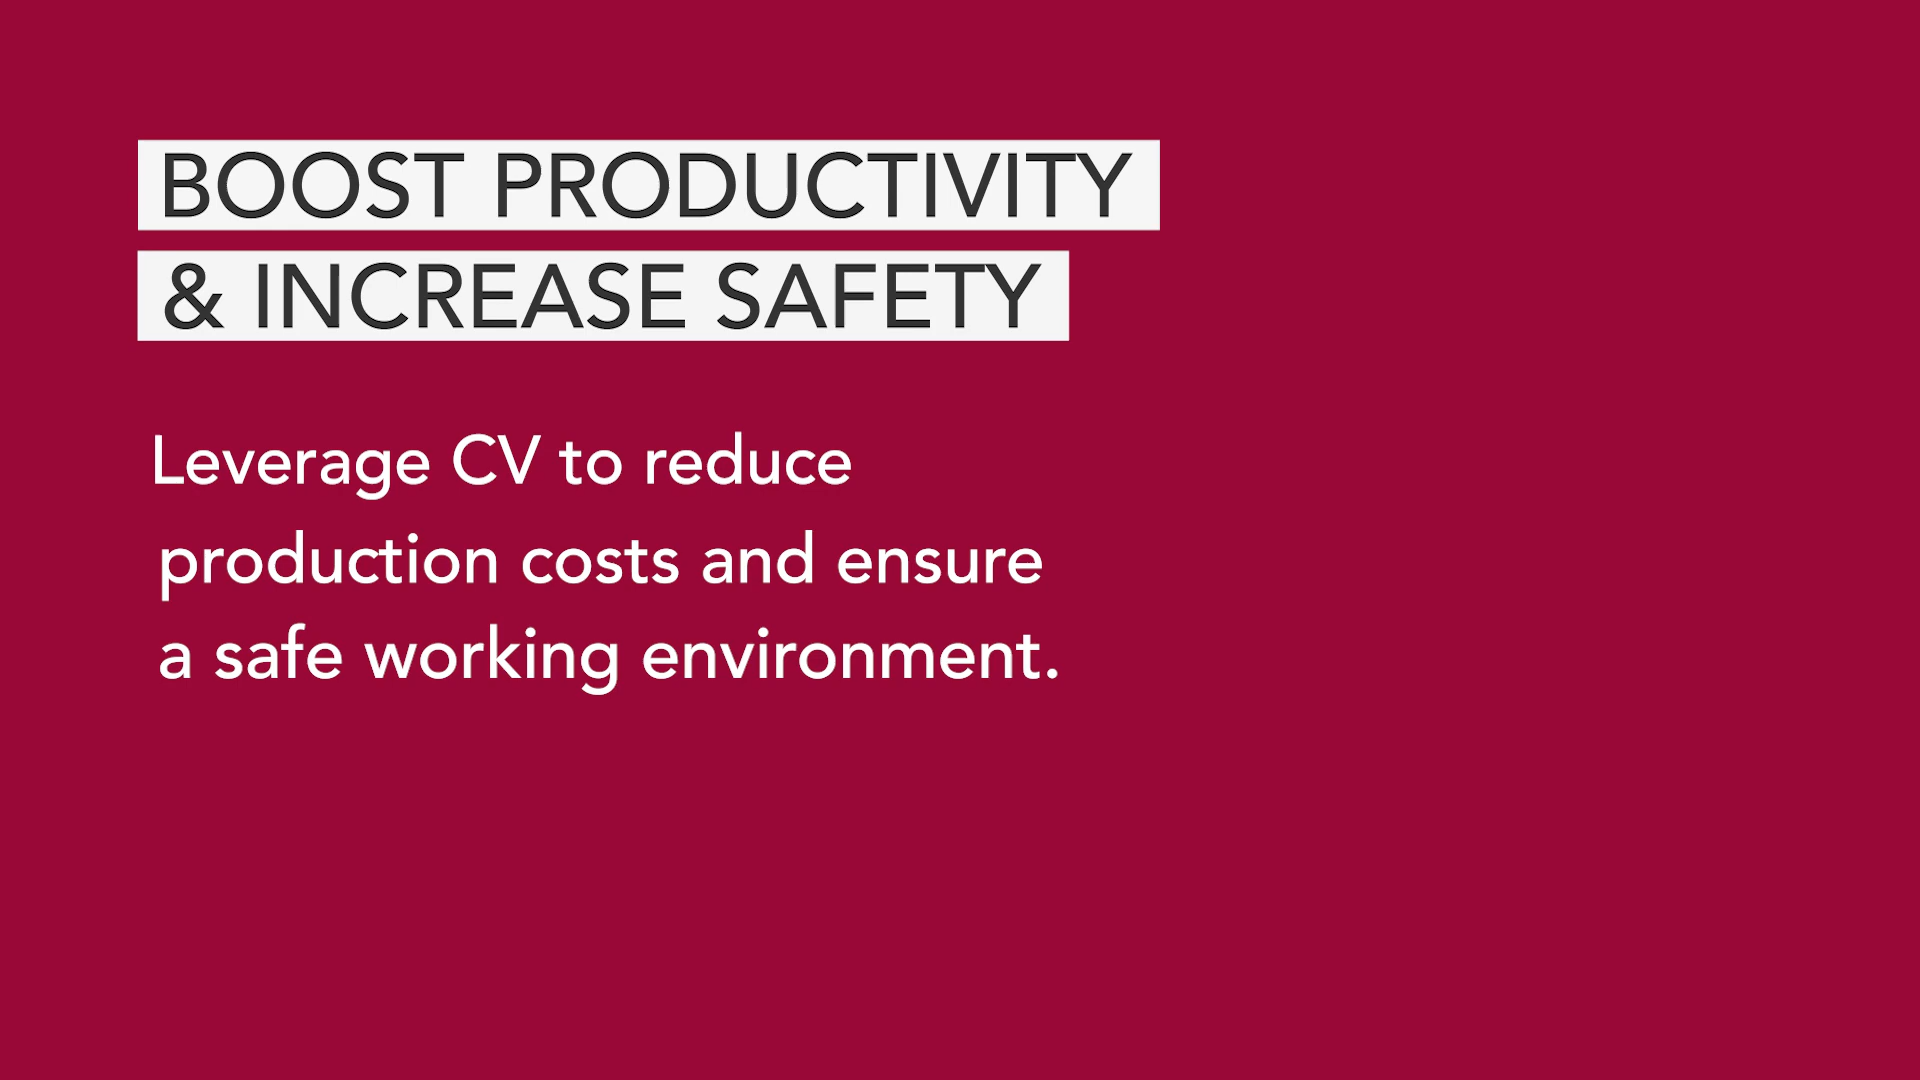 BOOST PRODUCTIVITY
& INCREASE SAFETY
Leverage CV to reduce
production costs and ensure
a safe working environment.